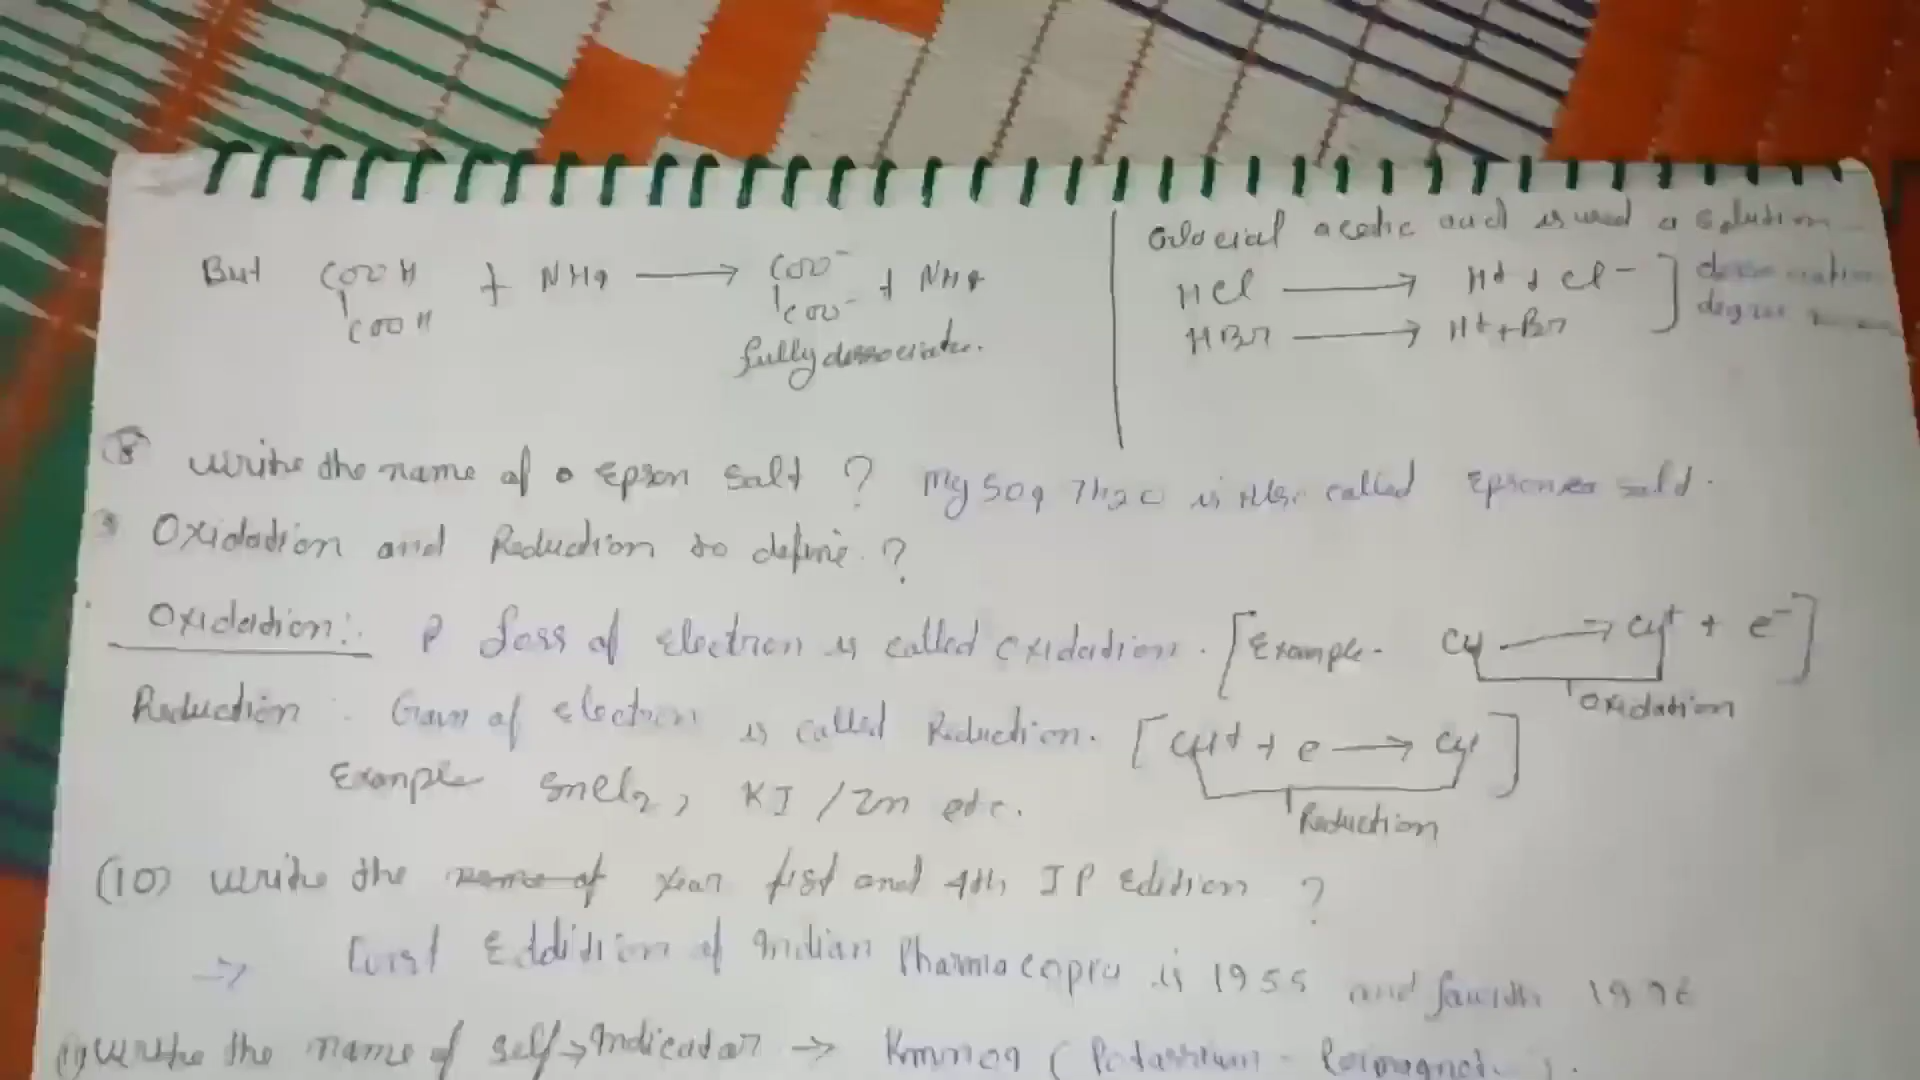 But COOH + NH4 → COO- + NH4
COOH COO-
fully dissociate.
Glacial acetic acid is used a solution
HCl → H+ + Cl-
HBr → H+ + Br
degree
8 Write the name of Epson salt ? MgSO4 7H2O is also called Epson salt.
9 Oxidation and Reduction to define ?
Oxidation :. loss of electron is called oxidation. [Example - Cu → Cu+ + e-]
Oxidation
Reduction : Gain of electron is called Reduction. [Cu+ + e → Cu]
Reduction
Example SnCl2, KI / Zn etc.
(10) Write the name of year fist and 4th IP Edition ?
→ First Eddition of Indian Pharmacopea is 1955 and fourth 1996
Write the name of self → Indicator → KmnO4 (Potassium -